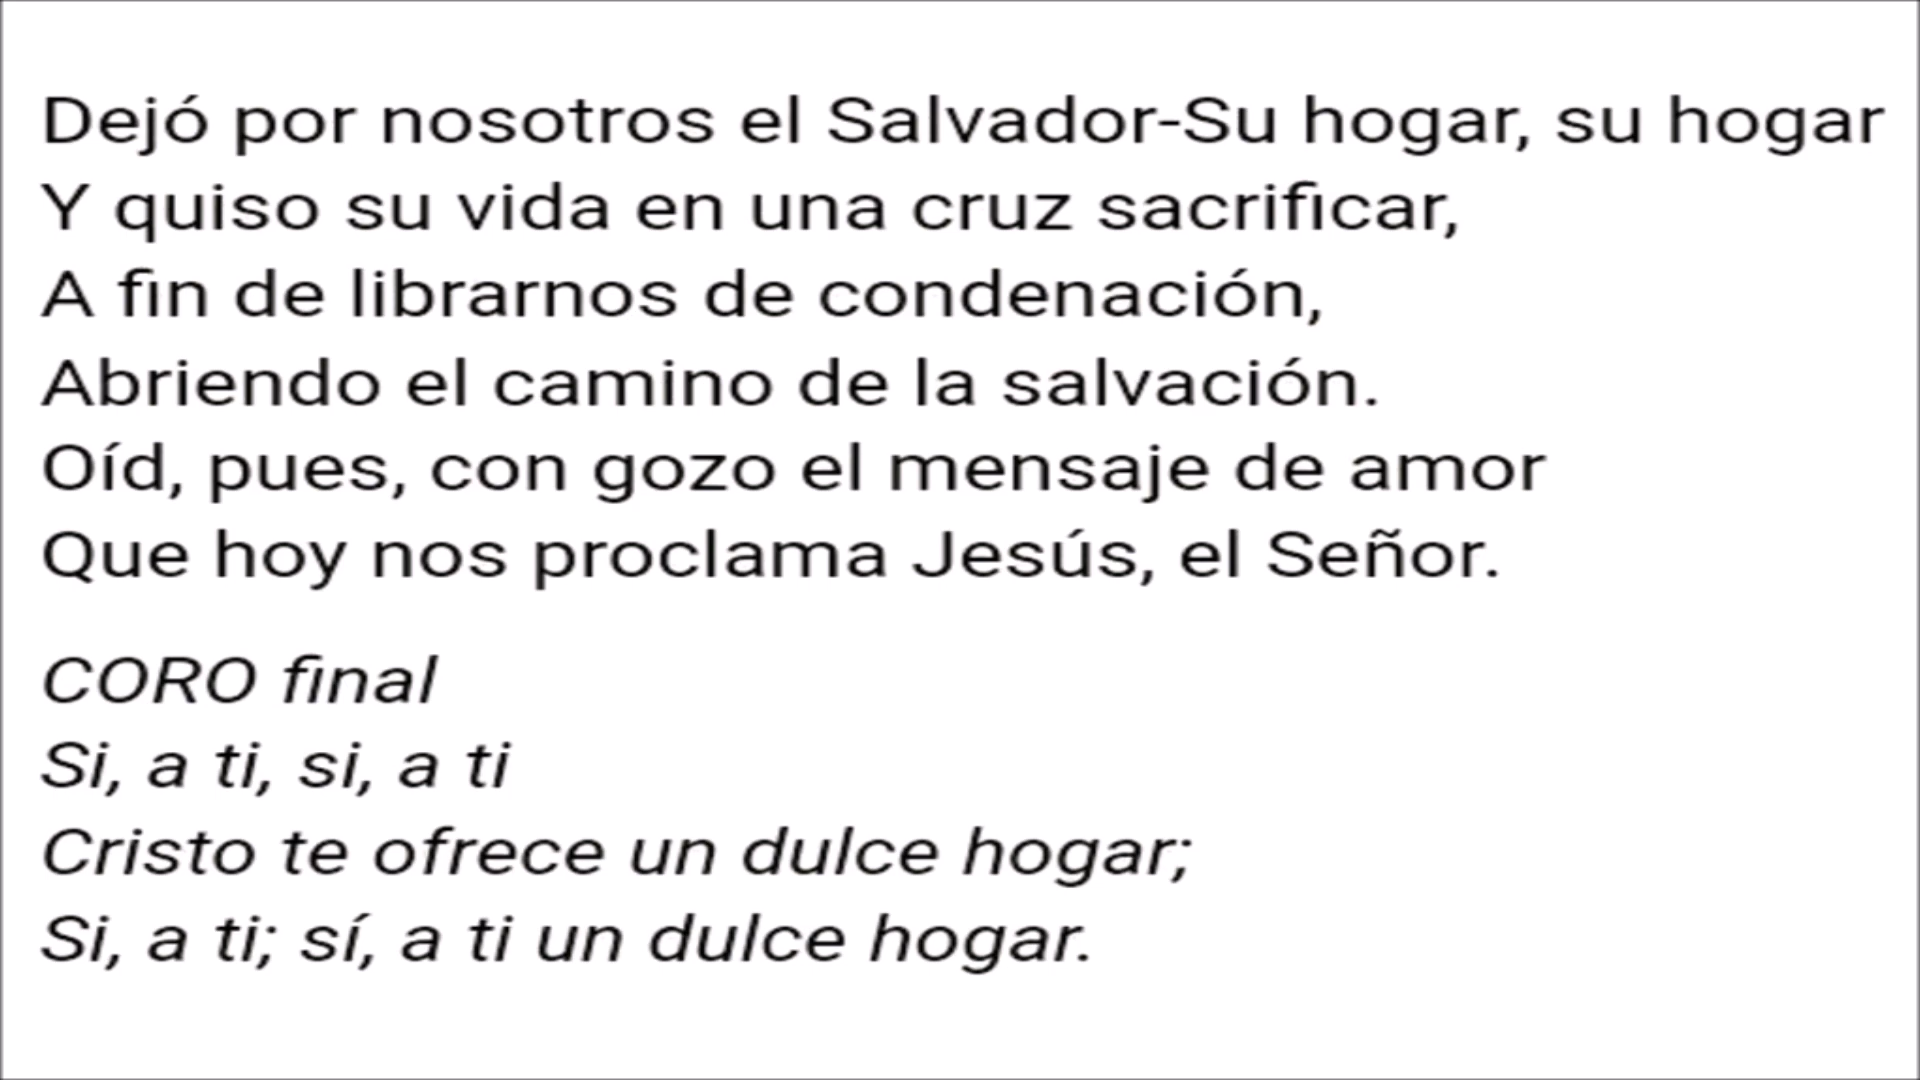 Dejó por nosotros el Salvador-Su hogar, su hogar
Y quiso su vida en una cruz sacrificar,
A fin de librarnos de condenación,
Abriendo el camino de la salvación.
Oíd, pues, con gozo el mensaje de amor
Que hoy nos proclama Jesús, el Señor.
CORO final
Si, a ti, si, a ti
Cristo te ofrece un dulce hogar;
Si, a ti; sí, a ti un dulce hogar.